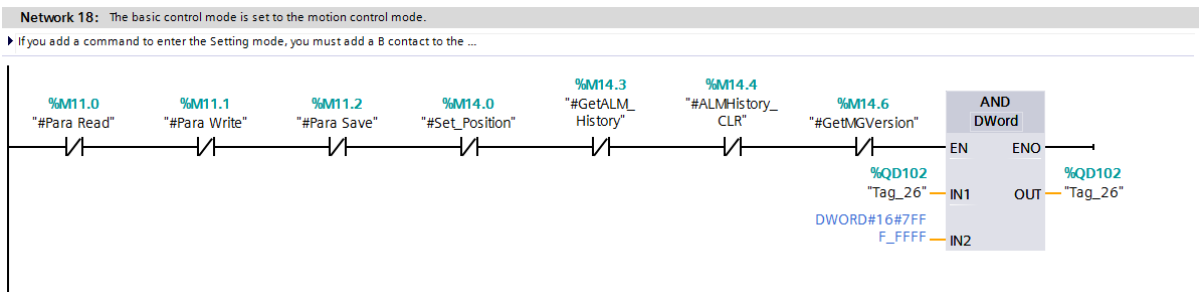 Network 18: The basic control mode is set to the motion control mode.
If you add a command to enter the Setting mode, you must add a B contact to the ...
%M11.0
"#Para Read"
%M11.1
"#Para Write"
%M11.2
"#Para Save"
%M14.0
"#Set_Position"
%M14.3
"#GetALM_
History"
%M14.4
"#ALMHistory_
CLR"
%M14.6
"#GetMGVersion"
AND
DWord
EN
ENO
%QD102
"Tag_26"
IN1
OUT
%QD102
"Tag_26"
DWORD#16#7FF
F_FFFF
IN2